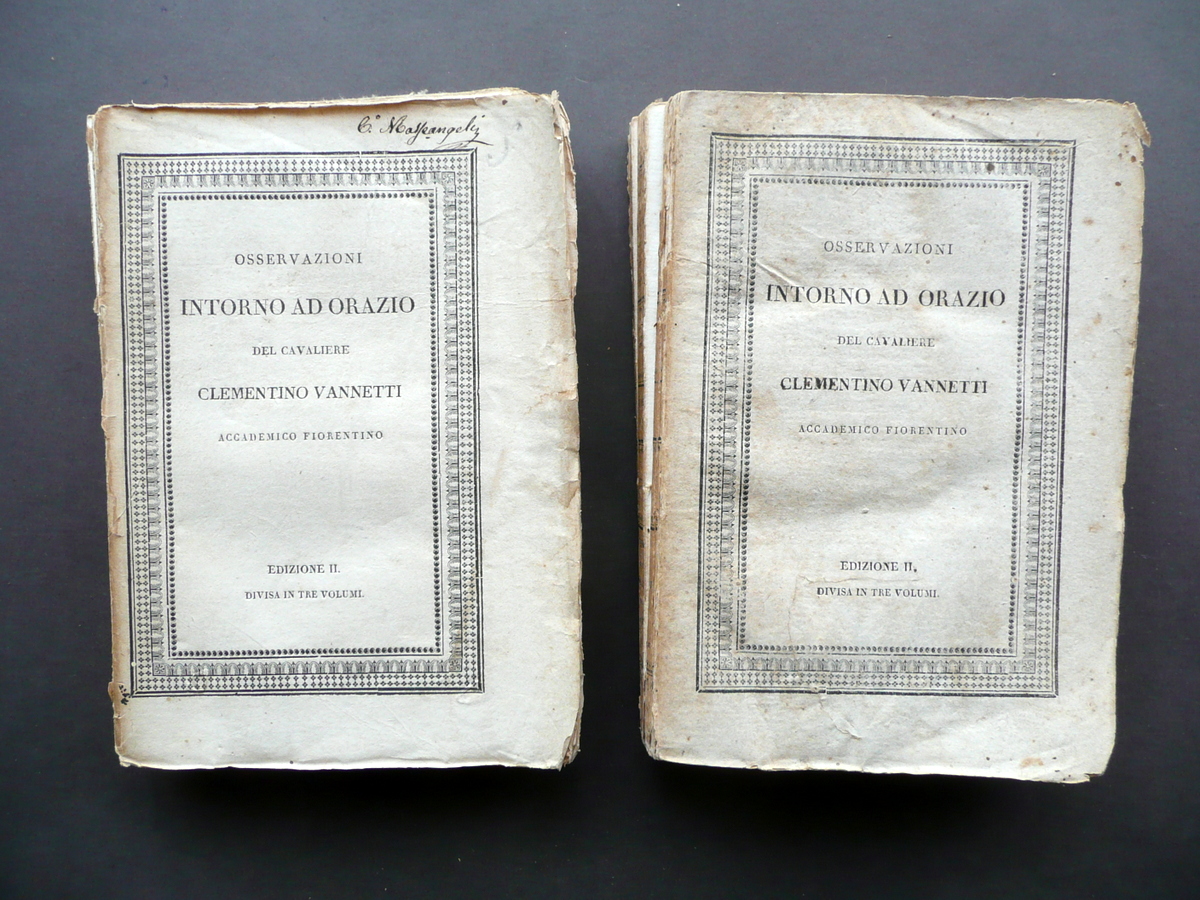 C.º Maspangeli
OSSERVAZIONI
INTORNO AD ORAZIO
DEL CAVALIERE
CLEMENTINO VANNETTI
ACCADEMICO FIORENTINO
EDIZIONE II.
DIVISA IN TRE VOLUMI.
OSSERVAZIONI
INTORNO AD ORAZIO
DEL CAVALIERE
CLEMENTINO VANNETTI
ACCADEMICO FIORENTINO
EDIZIONE II.
DIVISA IN TRE VOLUMI.